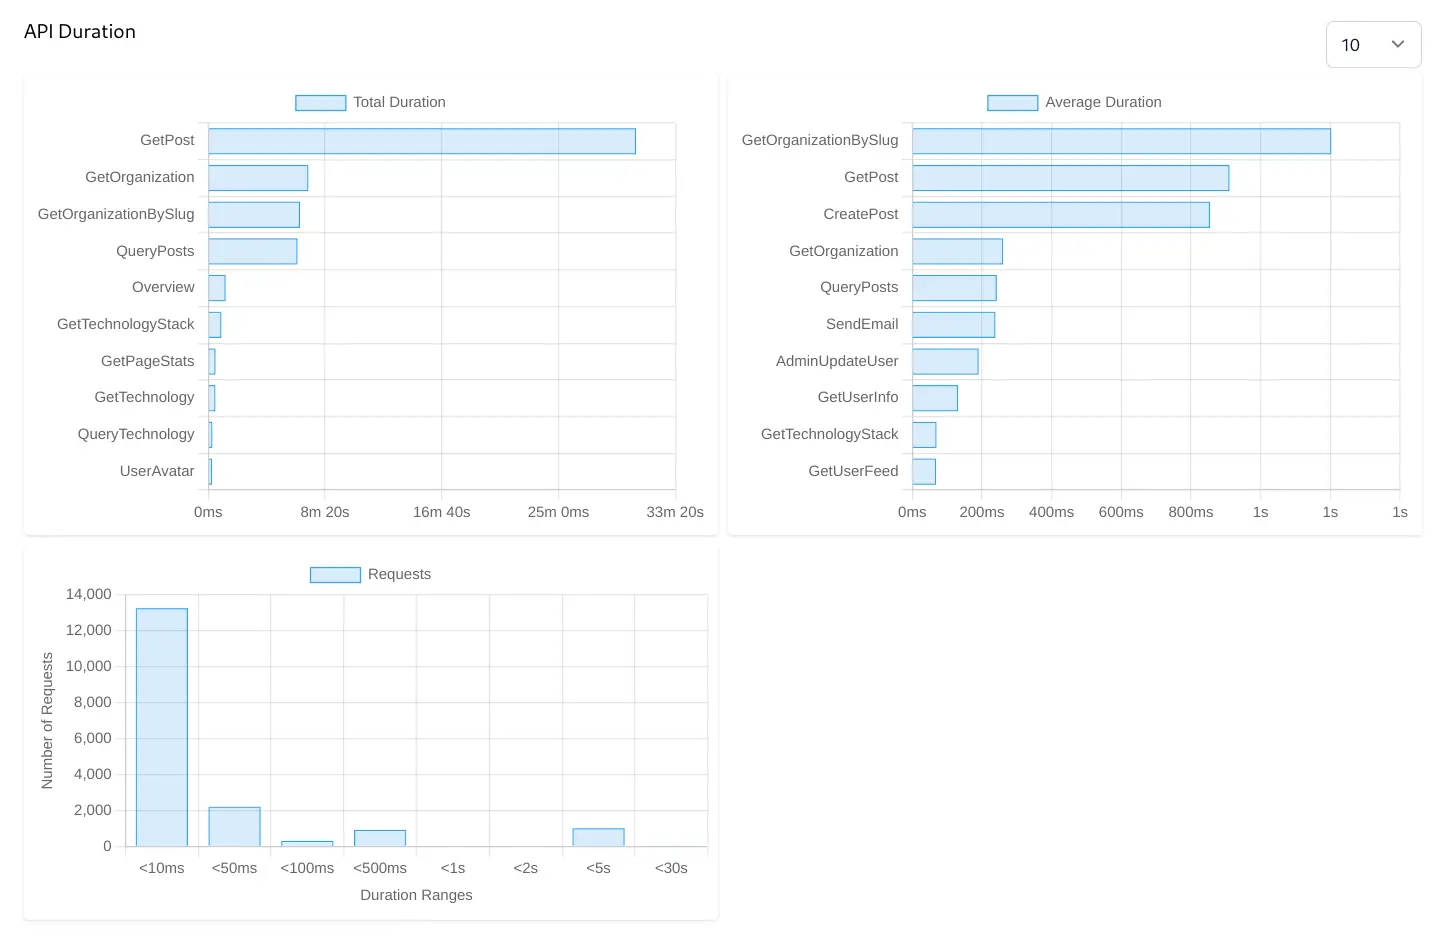 API Duration
10
Total Duration
GetPost
GetOrganization
GetOrganizationBySlug
QueryPosts
Overview
GetTechnologyStack
GetPageStats
GetTechnology
QueryTechnology
UserAvatar
0ms 8m 20s 16m 40s 25m 0ms 33m 20s
Average Duration
GetOrganizationBySlug
GetPost
CreatePost
GetOrganization
QueryPosts
SendEmail
AdminUpdateUser
GetUserInfo
GetTechnologyStack
GetUserFeed
0ms 200ms 400ms 600ms 800ms 1s 1s 1s
Requests
Number of Requests
14,000
12,000
10,000
8,000
6,000
4,000
2,000
0
<10ms <50ms <100ms <500ms <1s <2s <5s <30s
Duration Ranges